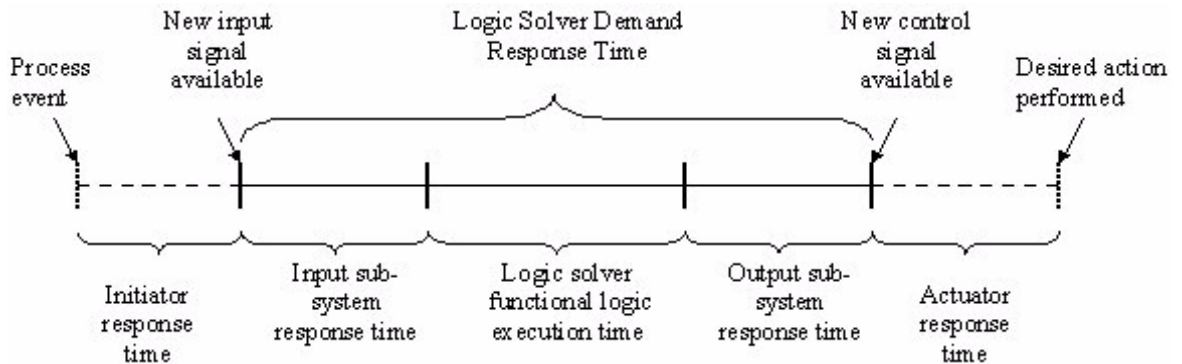 New input
signal
available
Logic Solver Demand
Response Time
New control
signal
available
Process
event
Desired action
performed
Initiator
response
time
Input sub-
system
response time
Logic solver
functional logic
execution time
Output sub-
system
response time
Actuator
response
time